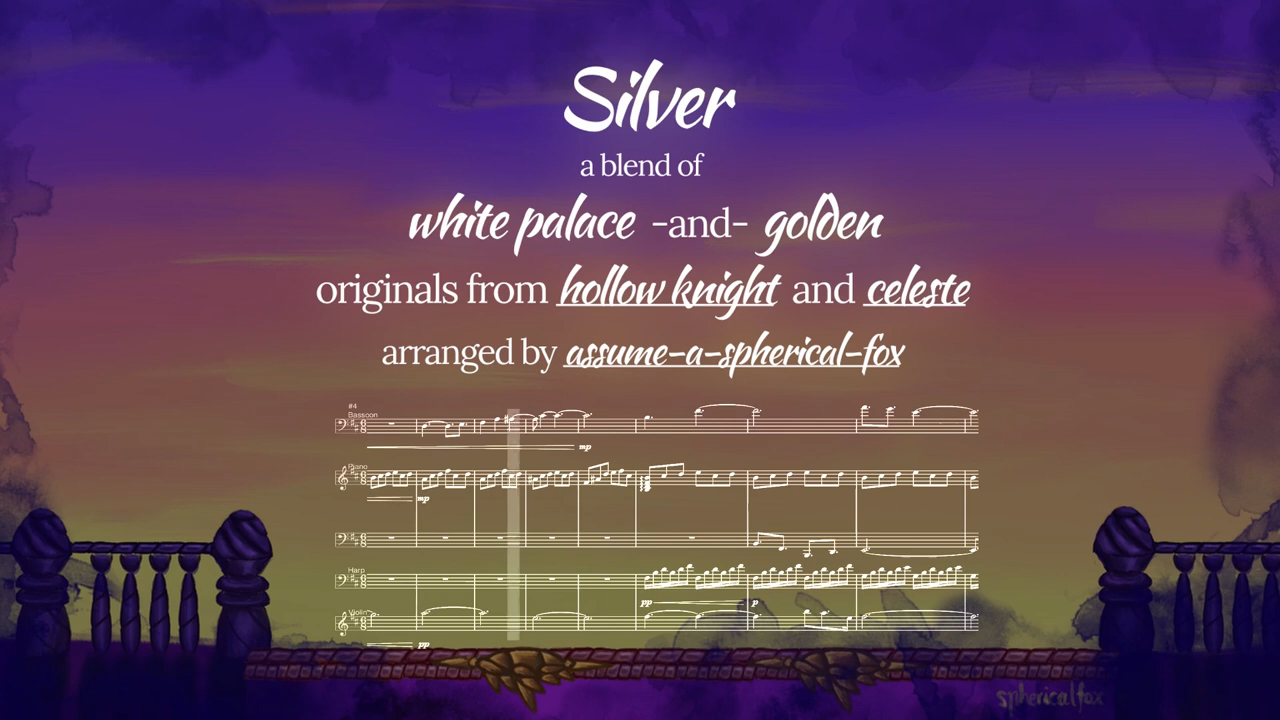 Silver
a blend of
white palace -and- golden
originals from hollow knight and celeste
arranged by assume-a-spherical-fox
#4
Bassoon
mp
Piano
mp
Harp
pp p
Violin
pp
sphericalfox